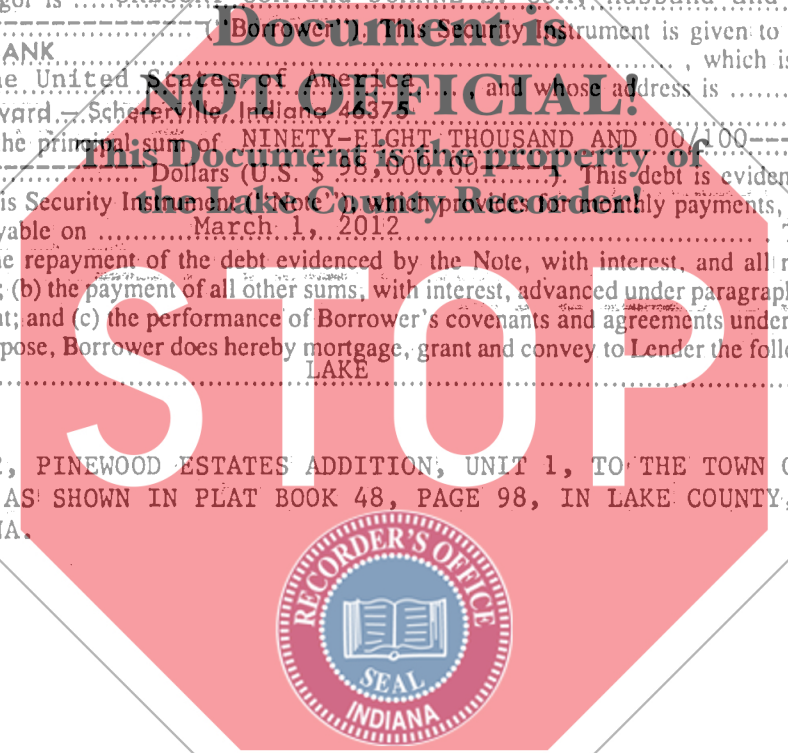 Document is
NOT OFFICIAL!
This Document is the property of
the Lake County Recorder!
STOP
("Borrower"). This Security Instrument is given to
ANK
, which is
he United States of America , and whose address is
vard – Schererville, Indiana 46375
he principal sum of NINETY-EIGHT THOUSAND AND 00/100
Dollars (U.S. $ 98,000.00 ). This debt is eviden
is Security Instrument ("Note"), which provides for monthly payments,
yable on March 1, 2012
he repayment of the debt evidenced by the Note, with interest, and all r
; (b) the payment of all other sums, with interest, advanced under paragraph
nt; and (c) the performance of Borrower's covenants and agreements under
pose, Borrower does hereby mortgage, grant and convey to Lender the follo
LAKE
, PINEWOOD ESTATES ADDITION, UNIT 1, TO THE TOWN O
AS SHOWN IN PLAT BOOK 48, PAGE 98, IN LAKE COUNTY,
NA.
RECORDER'S OFFICE
SEAL
INDIANA